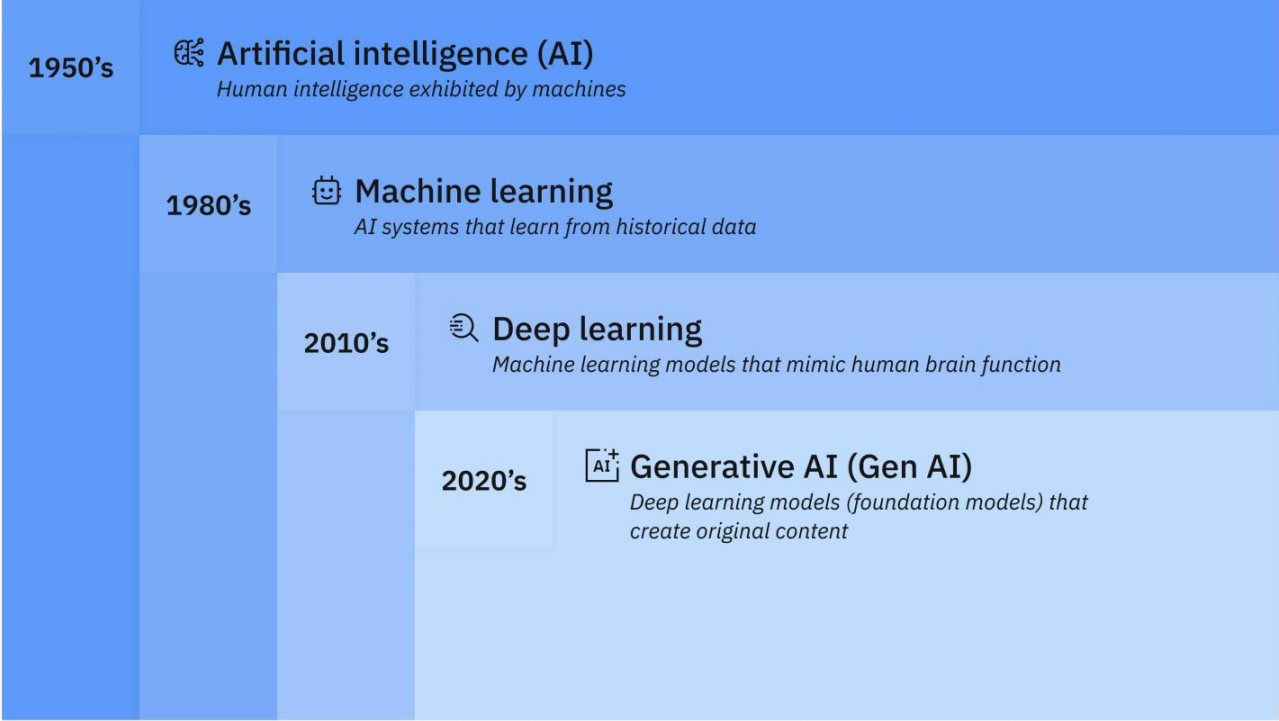 1950’s
Artificial intelligence (AI)
Human intelligence exhibited by machines
1980’s
Machine learning
AI systems that learn from historical data
2010’s
Deep learning
Machine learning models that mimic human brain function
2020’s
AI
Generative AI (Gen AI)
Deep learning models (foundation models) that
create original content